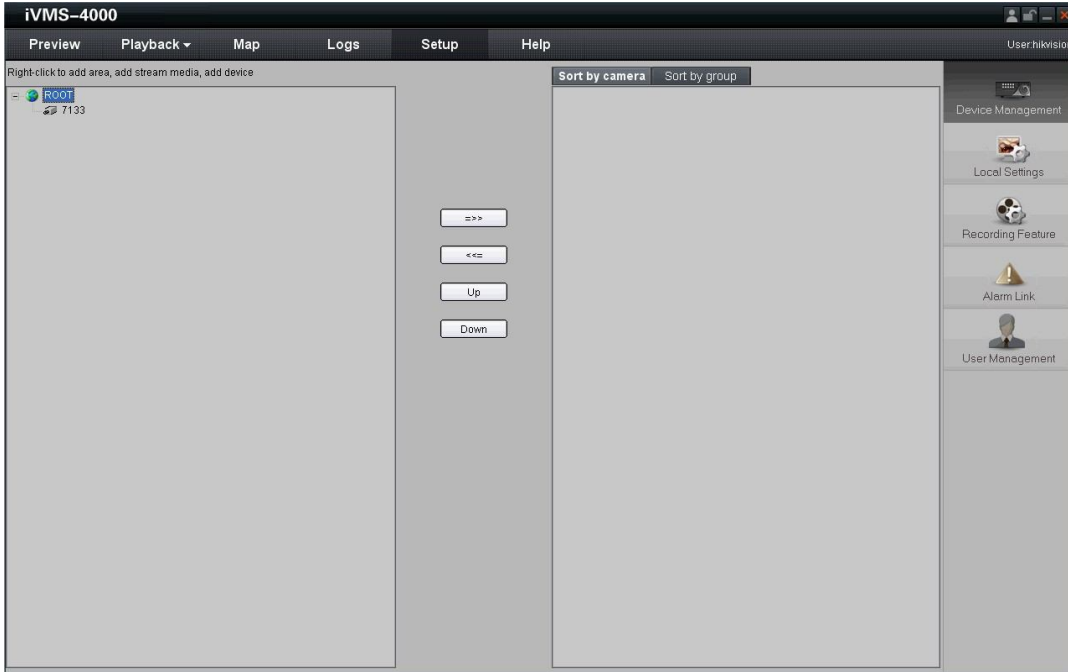 iVMS-4000
Preview Playback Map Logs Setup Help User:hikvision
Right-click to add area, add stream media, add device
Sort by camera Sort by group
ROOT
7133
=>>
<<=
Up
Down
Device Management
Local Settings
Recording Feature
Alarm Link
User Management